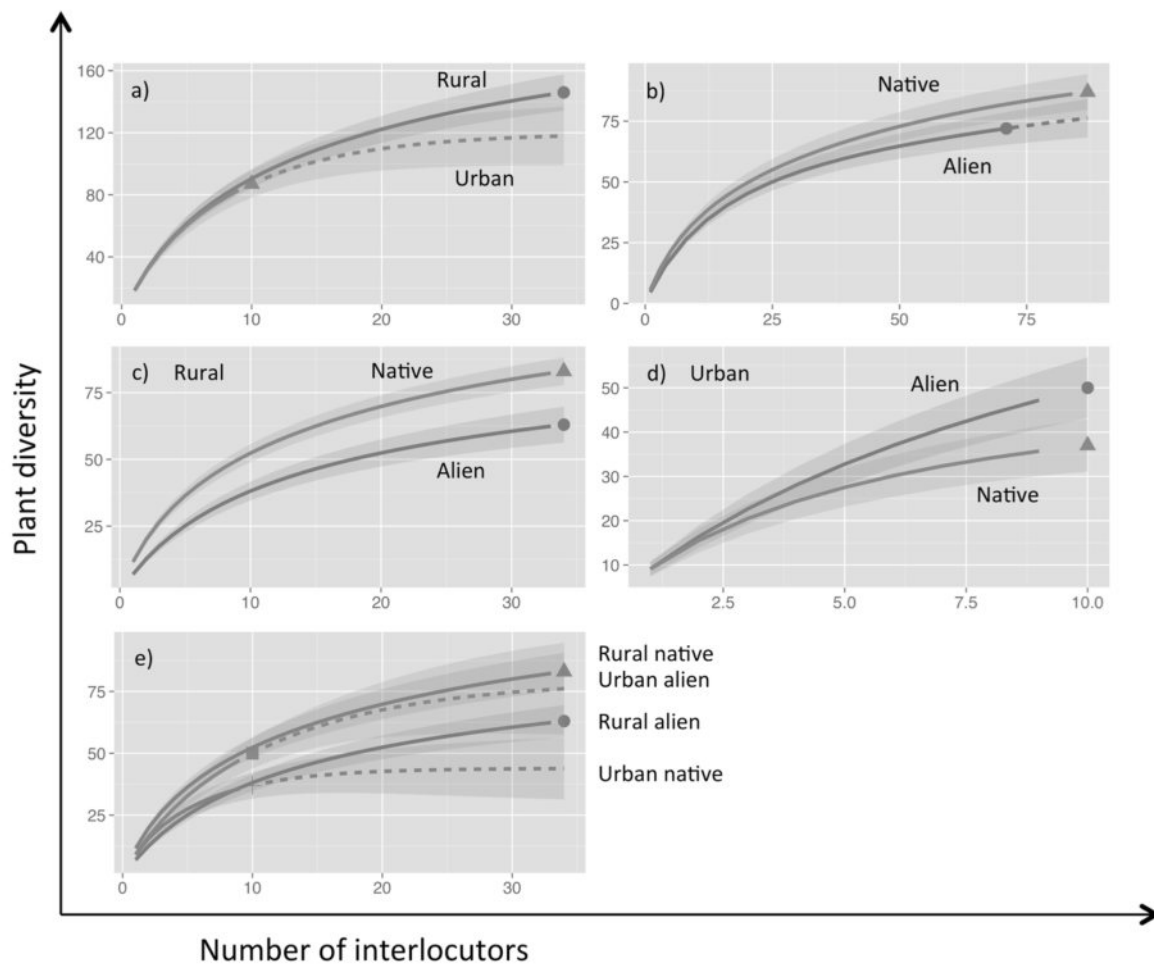 Plant diversity
a)
Rural
Urban
160
120
80
40
0 10 20 30
b)
Native
Alien
75
50
25
0
0 25 50 75
c) Rural
Native
Alien
75
50
25
0 10 20 30
d) Urban
Alien
Native
50
40
30
20
10
2.5 5.0 7.5 10.0
e)
75
50
25
0 10 20 30
Rural native
Urban alien
Rural alien
Urban native
Number of interlocutors